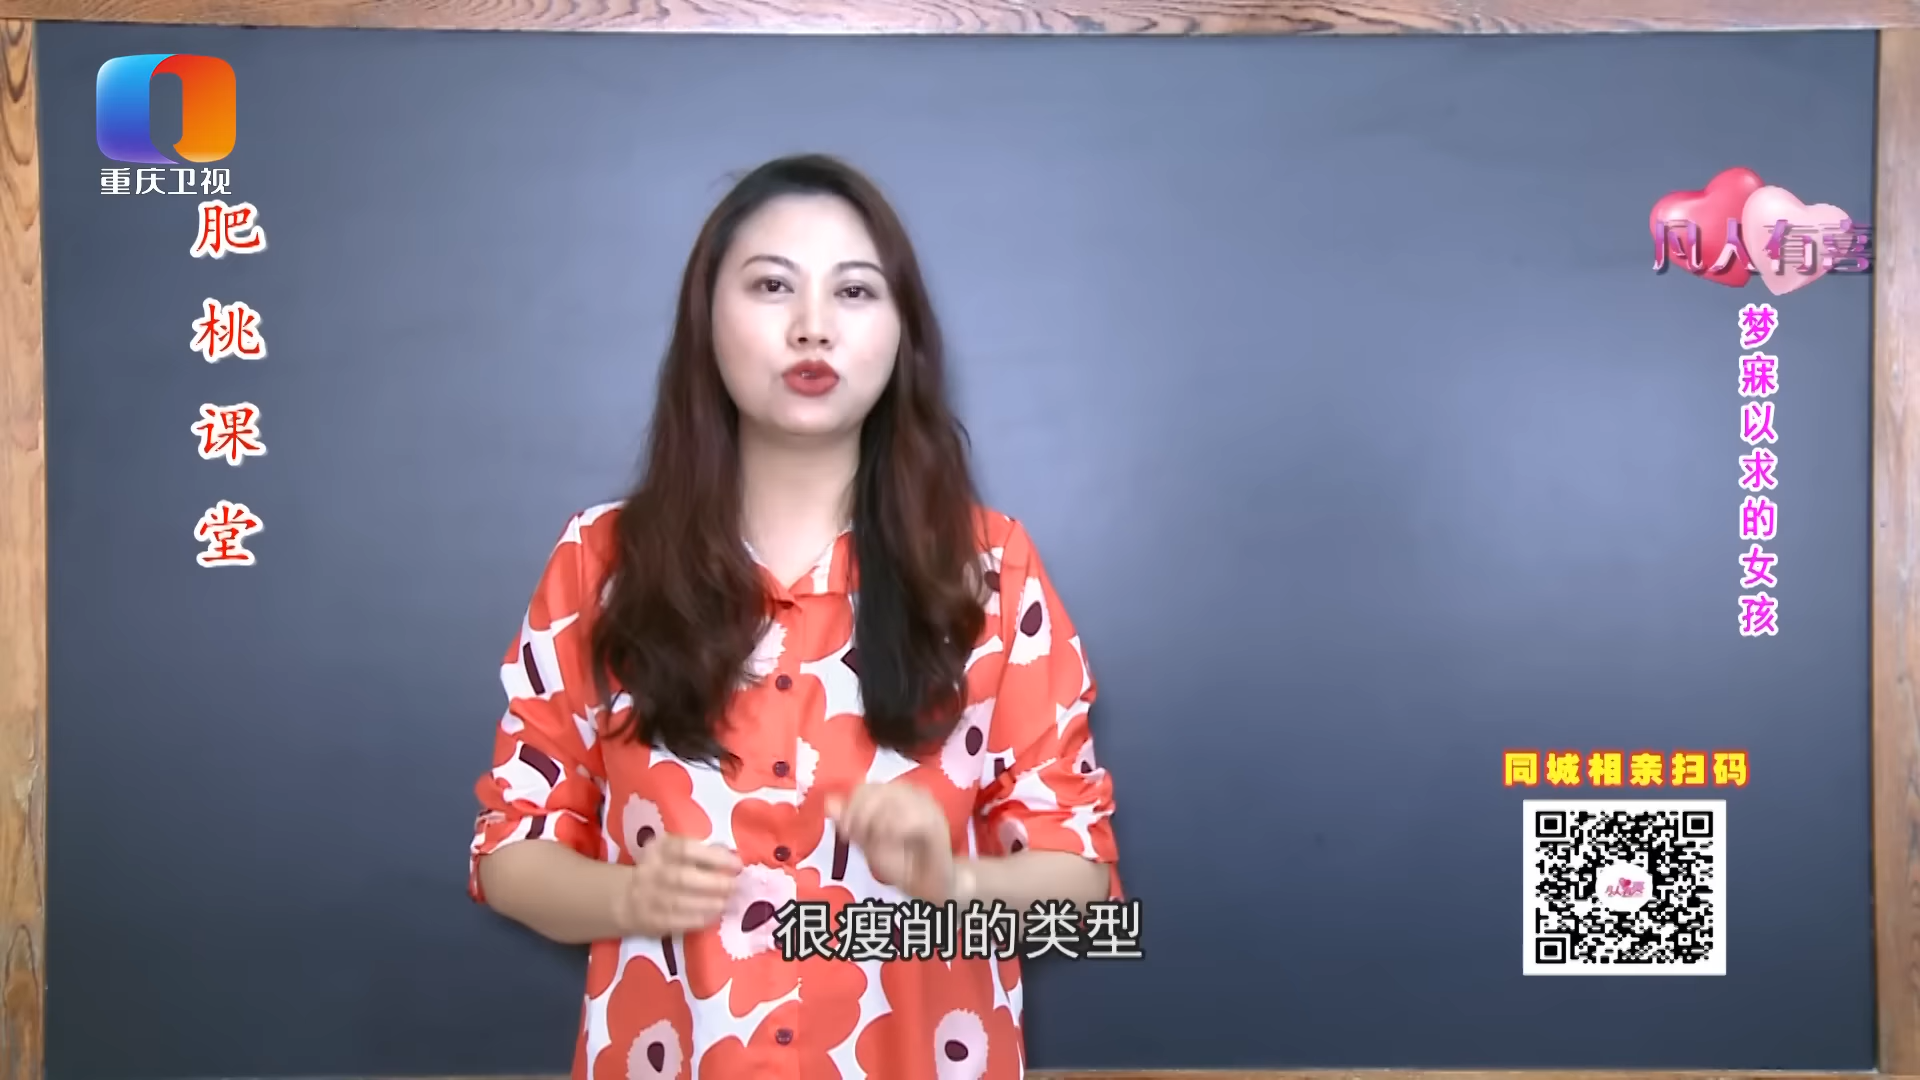 重庆卫视
肥桃课堂
凡人有喜
梦寐以求的女孩
同城相亲扫码
很瘦削的类型